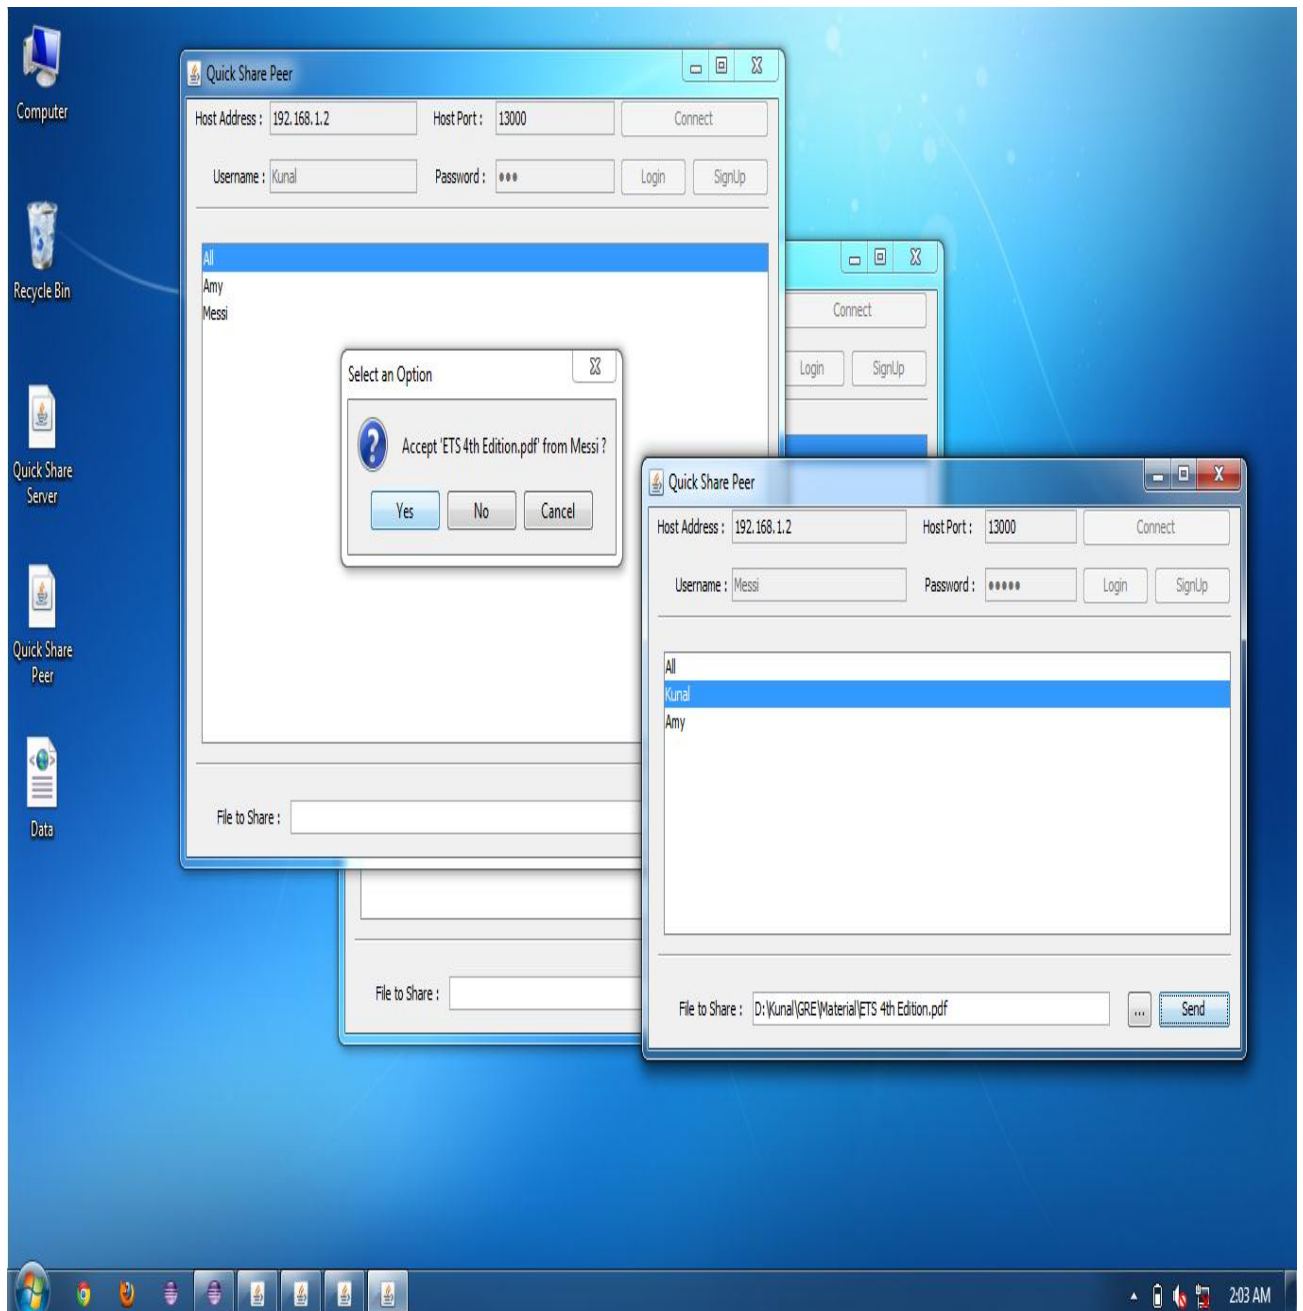 Computer
Recycle Bin
Quick Share
Server
Quick Share
Peer
Data
Quick Share Peer
Host Address : 192.168.1.2 Host Port : 13000 Connect
Username : Kunal Password : ●●● Login SignUp
All
Amy
Messi
File to Share :
Select an Option
Accept 'ETS 4th Edition.pdf' from Messi ?
Yes No Cancel
Connect
Login SignUp
File to Share :
Quick Share Peer
Host Address : 192.168.1.2 Host Port : 13000 Connect
Username : Messi Password : ●●●●● Login SignUp
All
Kunal
Amy
File to Share : D:\Kunal\GRE\Material\ETS 4th Edition.pdf ... Send
2:03 AM